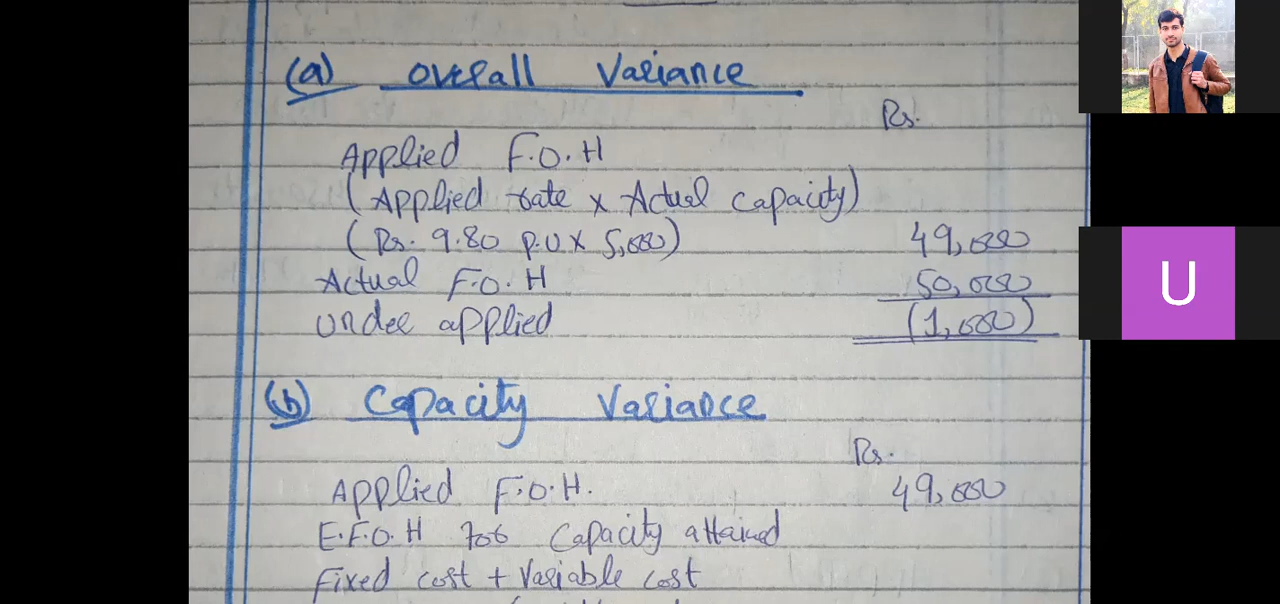 (a) Overall Variance
Rs.
Applied F.O.H
(Applied rate x Actual Capacity)
(Rs. 9.80 p.U x 5,000) 49,000
Actual F.O.H 50,000
Under applied (1,000)
(b) Capacity Variance
Rs.
Applied F.O.H. 49,000
E.F.O.H for Capacity attained
Fixed cost + Variable cost
U